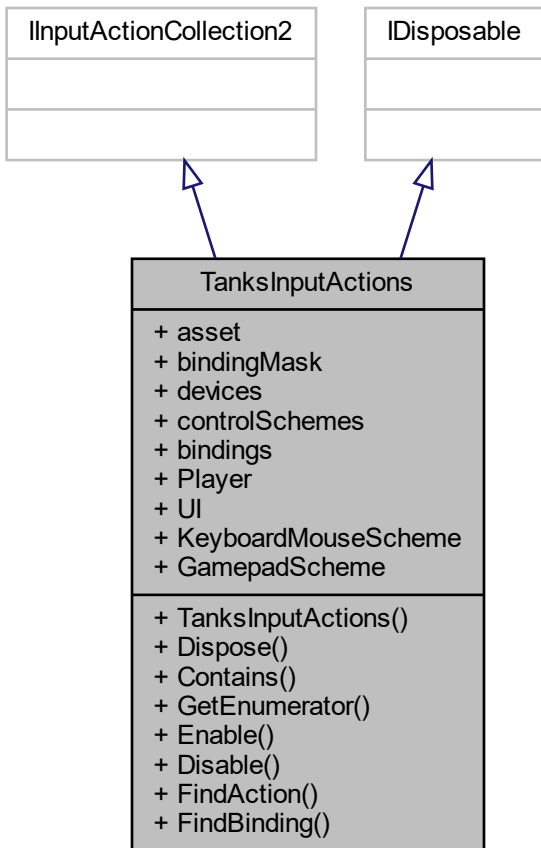 IInputActionCollection2
IDisposable
TanksInputActions
+ asset
+ bindingMask
+ devices
+ controlSchemes
+ bindings
+ Player
+ UI
+ KeyboardMouseScheme
+ GamepadScheme
+ TanksInputActions()
+ Dispose()
+ Contains()
+ GetEnumerator()
+ Enable()
+ Disable()
+ FindAction()
+ FindBinding()